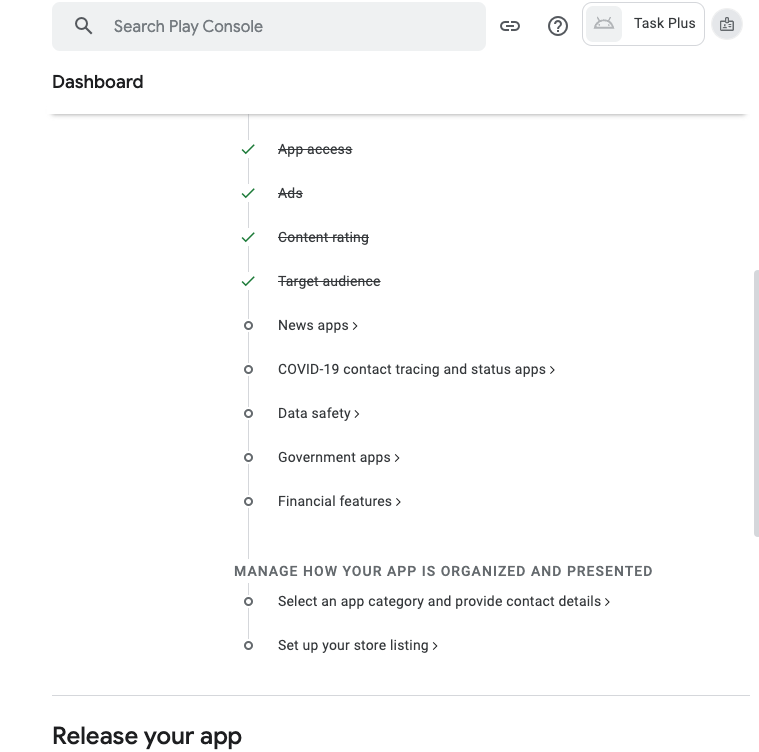 Search Play Console
Task Plus
Dashboard
App access
Ads
Content rating
Target audience
News apps
COVID-19 contact tracing and status apps
Data safety
Government apps
Financial features
MANAGE HOW YOUR APP IS ORGANIZED AND PRESENTED
Select an app category and provide contact details
Set up your store listing
Release your app